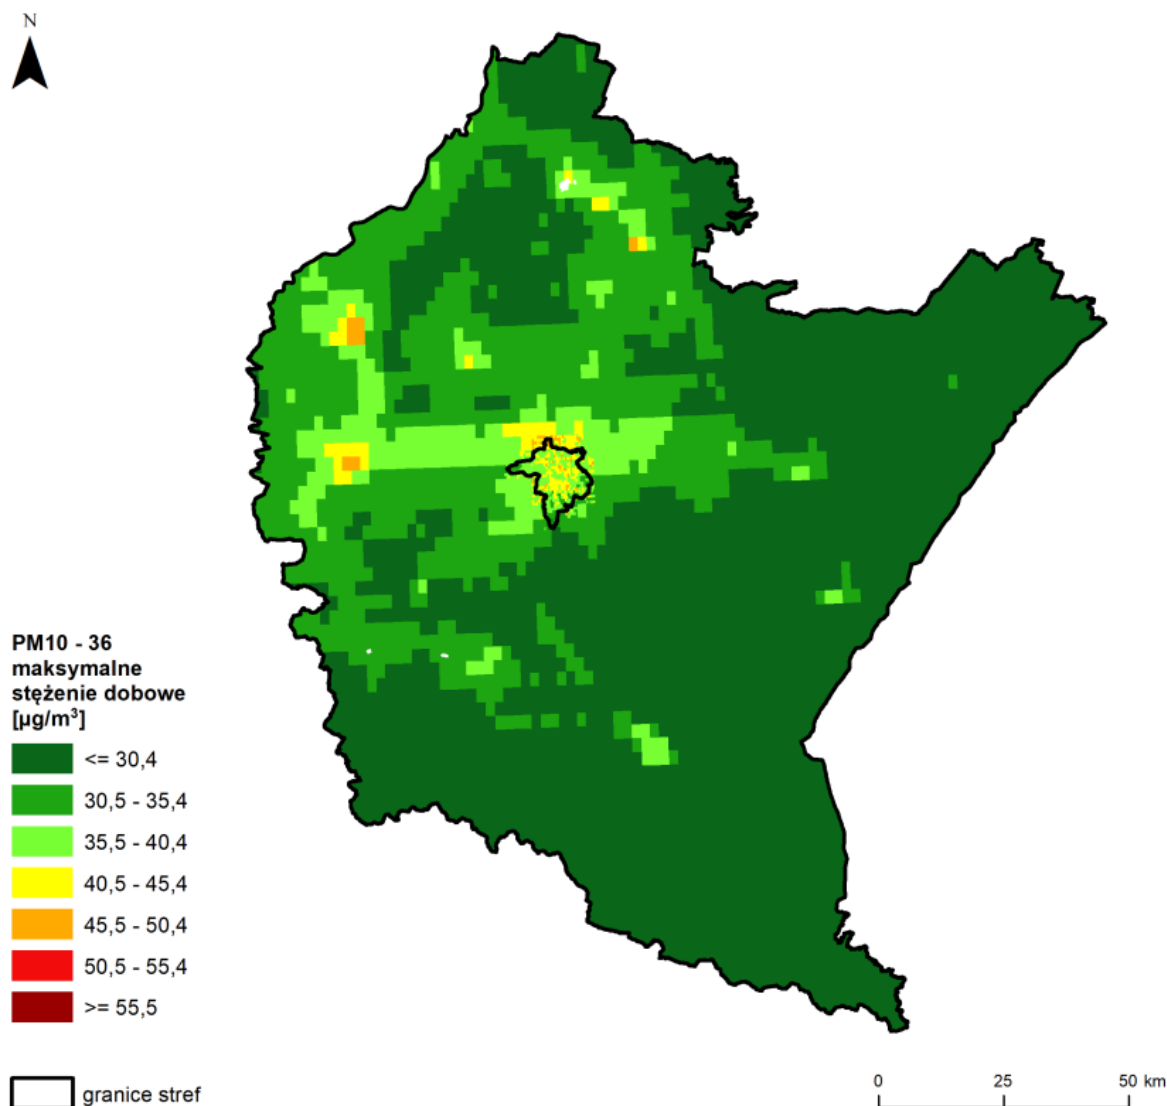 N
PM10 - 36
maksymalne
stężenie dobowe
[µg/m³]
<= 30,4
30,5 - 35,4
35,5 - 40,4
40,5 - 45,4
45,5 - 50,4
50,5 - 55,4
>= 55,5
granice stref
0 25 50 km